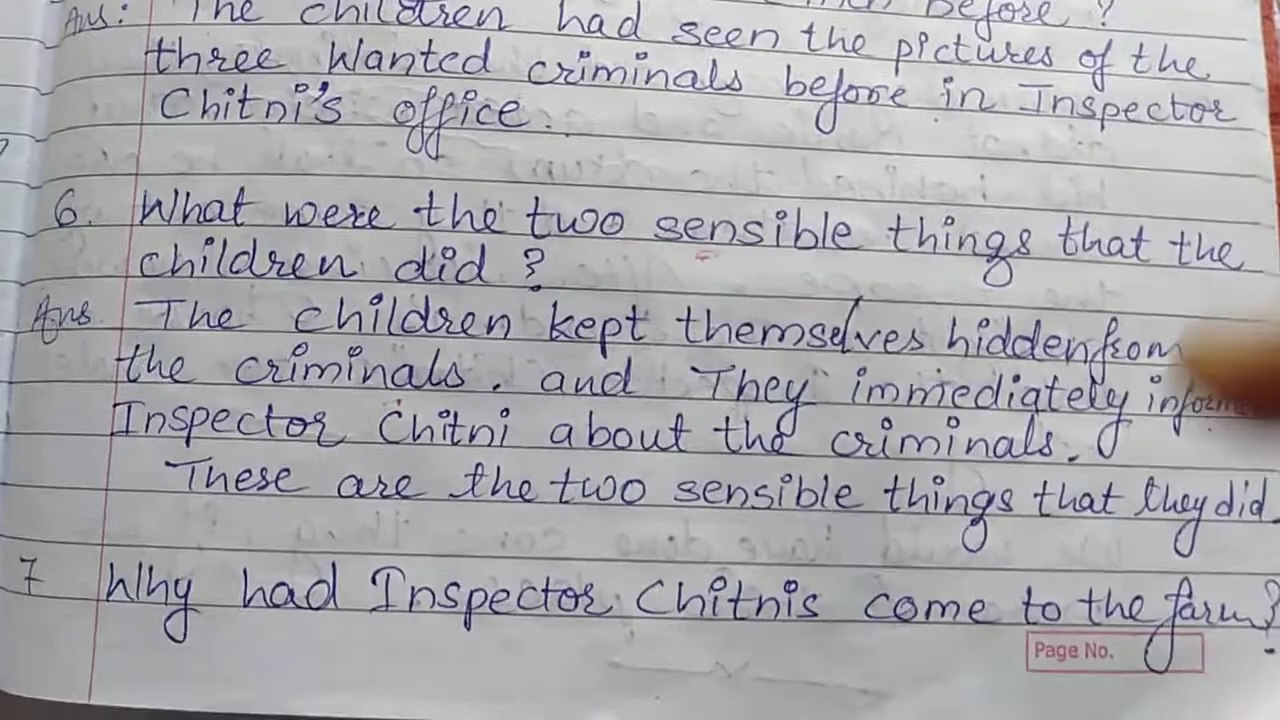 before ?
Ans: The children had seen the pictures of the
three Wanted criminals before in Inspector
Chitni's office.
6. What were the two sensible things that the
children did ?
Ans. The children kept themselves hidden from
the criminals. and They immediately
Inspector Chitni about the criminals.
These are the two sensible things that they did.
7 Why had Inspector Chitnis come to the farm?
Page No.